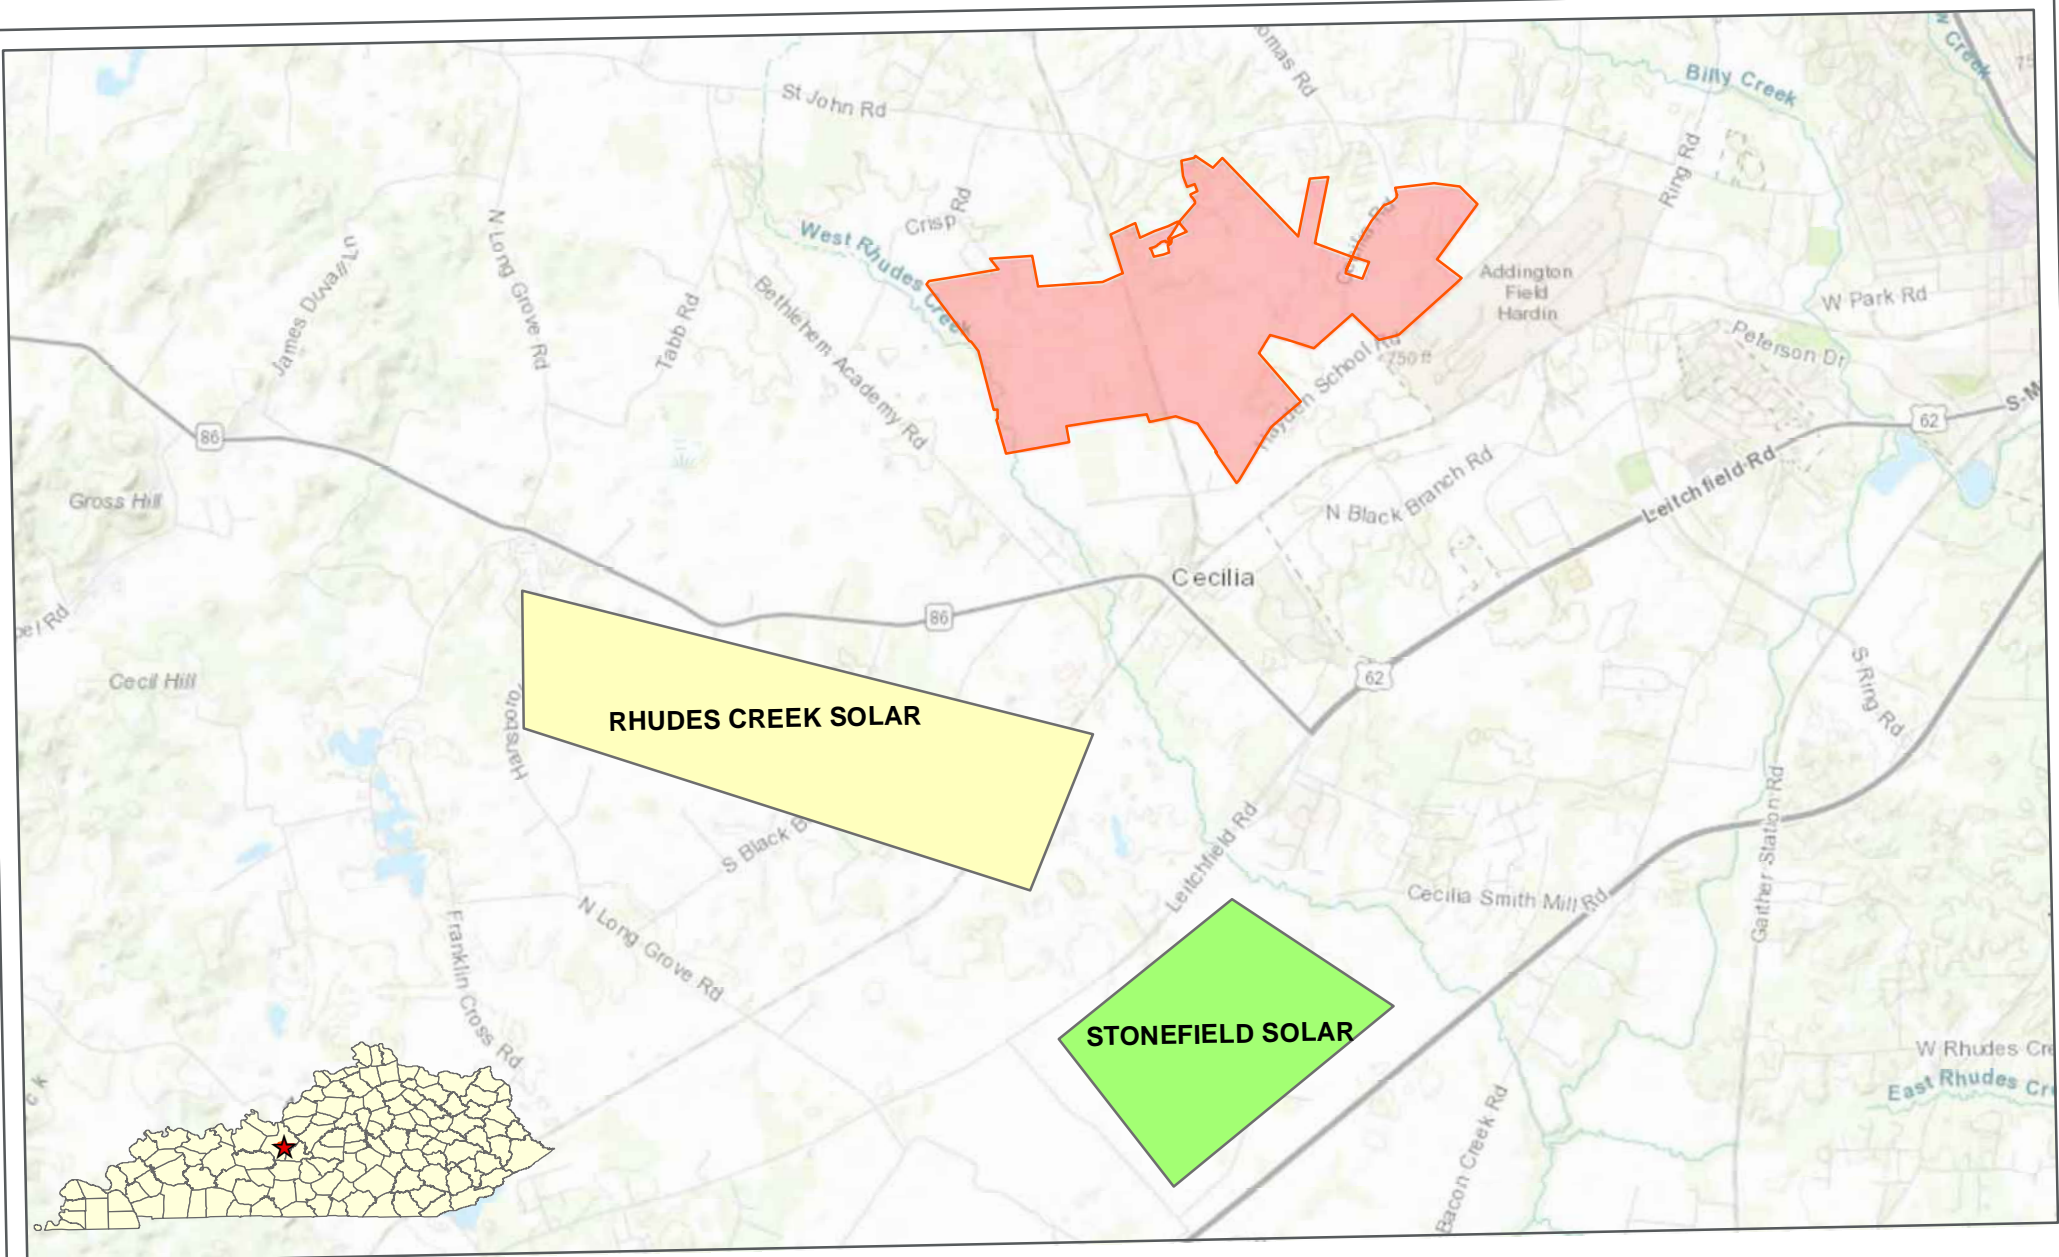 St John Rd
Billy Creek
Creek
Ring Rd
Crisp Rd
West Rhudes Creek
N Long Grove Rd
James Duvall Ln
Tabb Rd
Bethlehem Academy Rd
Addington
Field
Hardin
750 ft
W Park Rd
Peterson Dr
Hayden School Rd
86
62
Gross Hill
N Black Branch Rd
Leitchfield Rd
Cecilia
86
62
Cecil Hill
S Ring Rd
RHUDES CREEK SOLAR
S Black B
Leitchfield Rd
Gaither Station Rd
Cecilia Smith Mill Rd
N Long Grove Rd
Franklin Cross Rd
STONEFIELD SOLAR
W Rhudes Cre
East Rhudes Cr
Bacon Creek Rd